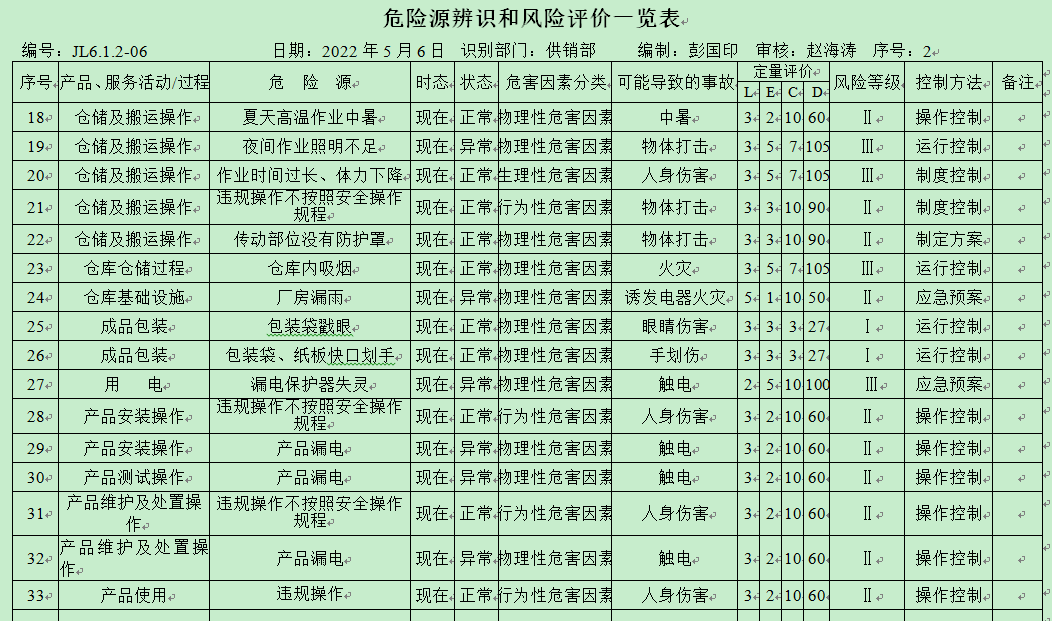 危险源辨识和风险评价一览表
编号：JL6.1.2-06 日期：2022 年 5 月 6 日 识别部门：供销部 编制：彭国印 审核：赵海涛 序号：2
序号 产品、服务活动/过程 危 险 源 时态 状态 危害因素分类 可能导致的事故 定量评价 风险等级 控制方法 备注
L E C D
18 仓储及搬运操作 夏天高温作业中暑 现在 正常 物理性危害因素 中暑 3 2 10 60 Ⅱ 操作控制
19 仓储及搬运操作 夜间作业照明不足 现在 异常 物理性危害因素 物体打击 3 5 7 105 Ⅲ 运行控制
20 仓储及搬运操作 作业时间过长、体力下降 现在 正常 生理性危害因素 人身伤害 3 5 7 105 Ⅲ 制度控制
21 仓储及搬运操作 违规操作不按照安全操作 现在 正常 行为性危害因素 物体打击 3 3 10 90 Ⅱ 制度控制
规程
22 仓储及搬运操作 传动部位没有防护罩 现在 正常 物理性危害因素 物体打击 3 3 10 90 Ⅱ 制定方案
23 仓库仓储过程 仓库内吸烟 现在 正常 物理性危害因素 火灾 3 5 7 105 Ⅲ 运行控制
24 仓库基础设施 厂房漏雨 现在 异常 物理性危害因素 诱发电器火灾 5 1 10 50 Ⅱ 应急预案
25 成品包装 包装袋戳眼 现在 正常 物理性危害因素 眼睛伤害 3 3 3 27 Ⅰ 运行控制
26 成品包装 包装袋、纸板快口划手 现在 正常 物理性危害因素 手划伤 3 3 3 27 Ⅰ 运行控制
27 用 电 漏电保护器失灵 现在 异常 物理性危害因素 触电 2 5 10 100 Ⅲ 应急预案
28 产品安装操作 违规操作不按照安全操作 现在 正常 行为性危害因素 人身伤害 3 2 10 60 Ⅱ 操作控制
规程
29 产品安装操作 产品漏电 现在 异常 物理性危害因素 触电 3 2 10 60 Ⅱ 操作控制
30 产品测试操作 产品漏电 现在 异常 物理性危害因素 触电 3 2 10 60 Ⅱ 操作控制
31 产品维护及处置操 违规操作不按照安全操作 现在 正常 行为性危害因素 人身伤害 3 2 10 60 Ⅱ 操作控制
作 规程
32 产品维护及处置操 产品漏电 现在 异常 物理性危害因素 触电 3 2 10 60 Ⅱ 操作控制
作
33 产品使用 违规操作 现在 正常 行为性危害因素 人身伤害 3 2 10 60 Ⅱ 操作控制